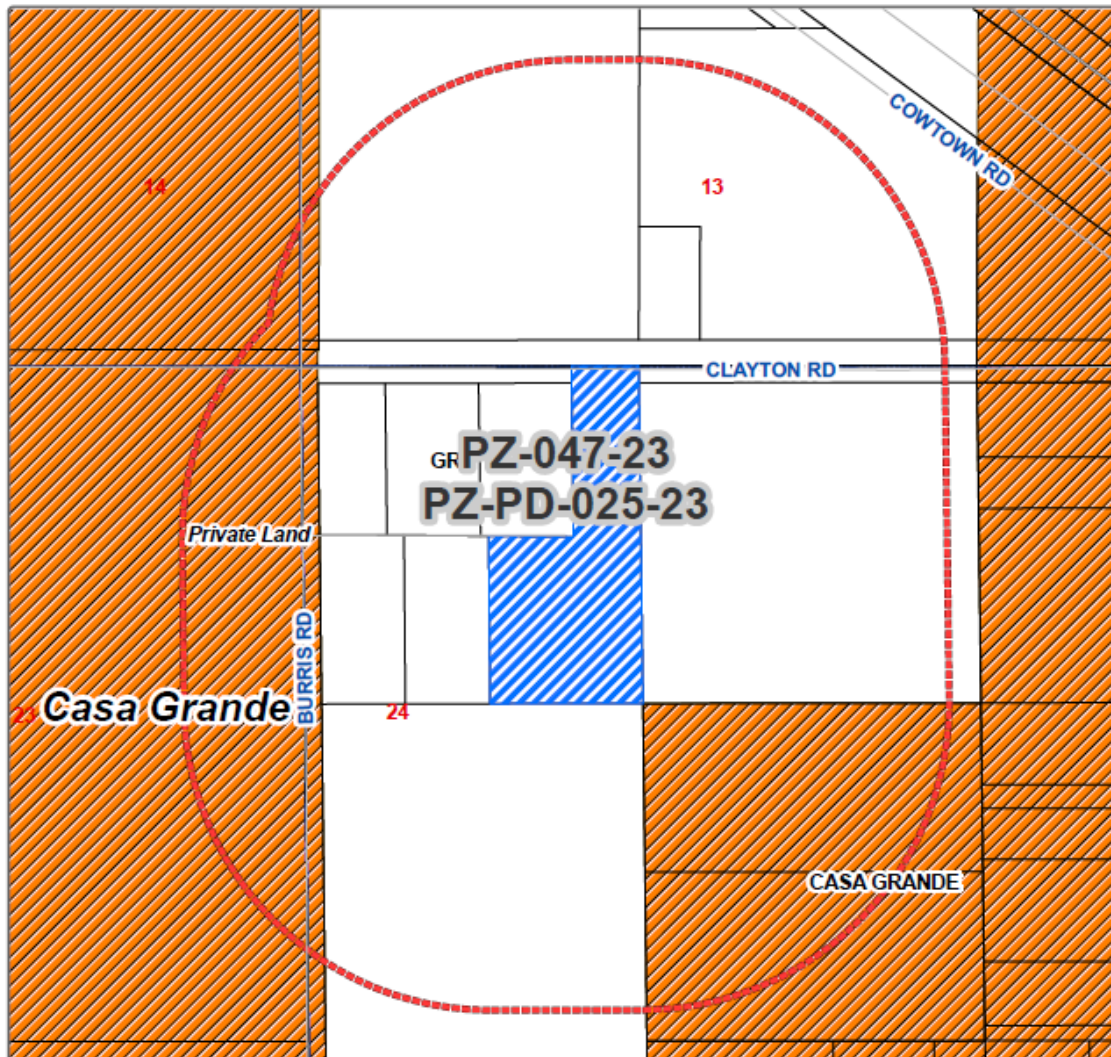 COWTOWN RD
14
13
CLAYTON RD
GR
PZ-047-23
PZ-PD-025-23
Private Land
BURRIS RD
23
Casa Grande
24
CASA GRANDE